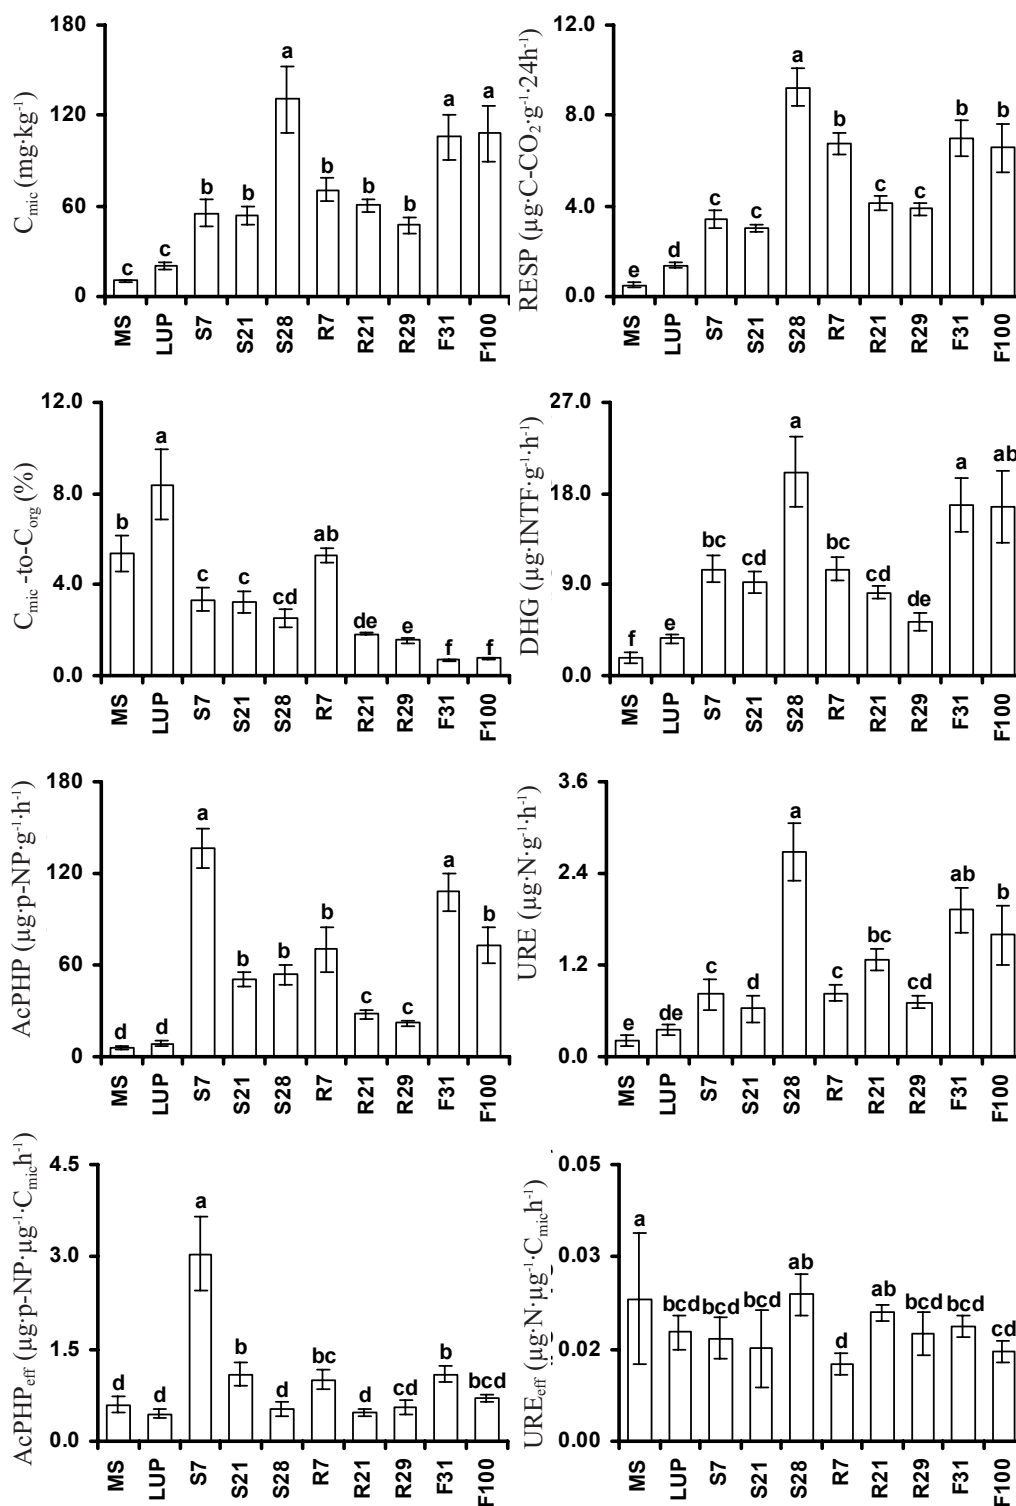 C_mic (mg·kg⁻¹)
180
120
60
0
c
c
b
b
a
b
b
b
a
a
MS LUP S7 S21 S28 R7 R21 R29 F31 F100
RESP (µg·C-CO₂·g⁻¹·24h⁻¹)
12.0
8.0
4.0
0.0
e
d
c
c
a
b
c
c
b
b
MS LUP S7 S21 S28 R7 R21 R29 F31 F100
C_mic-to-C_org (%)
12.0
8.0
4.0
0.0
b
a
c
c
cd
ab
de
e
f
f
MS LUP S7 S21 S28 R7 R21 R29 F31 F100
DHG (µg·INTF·g⁻¹·h⁻¹)
27.0
18.0
9.0
0.0
f
e
bc
cd
a
bc
cd
de
a
ab
MS LUP S7 S21 S28 R7 R21 R29 F31 F100
AcPHP (µg·p-NP·g⁻¹·h⁻¹)
180
120
60
0
d
d
a
b
b
b
c
c
a
b
MS LUP S7 S21 S28 R7 R21 R29 F31 F100
URE (µg·N·g⁻¹·h⁻¹)
3.6
2.4
1.2
0.0
e
de
c
d
a
c
bc
cd
ab
b
MS LUP S7 S21 S28 R7 R21 R29 F31 F100
AcPHP_eff (µg·p-NP·µg⁻¹·C_mic h⁻¹)
4.5
3.0
1.5
0.0
d
d
a
b
d
bc
d
cd
b
bcd
MS LUP S7 S21 S28 R7 R21 R29 F31 F100
URE_eff (µg·N·µg⁻¹·C_mic h⁻¹)
0.05
0.03
0.02
0.00
a
bcd
bcd
bcd
ab
d
ab
bcd
bcd
cd
MS LUP S7 S21 S28 R7 R21 R29 F31 F100